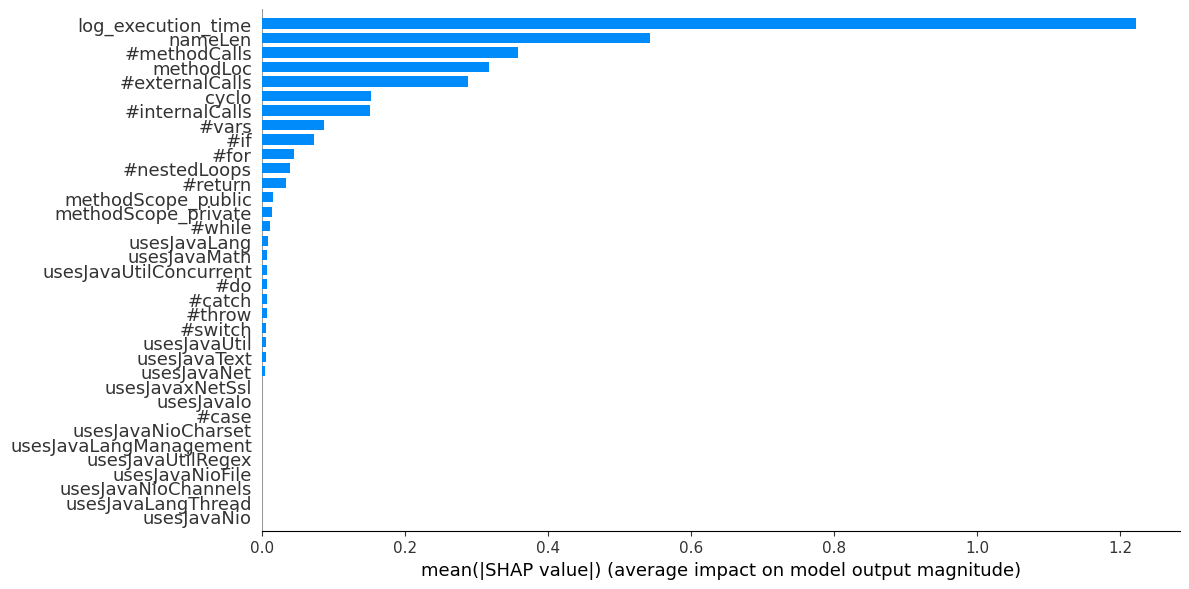 log_execution_time
nameLen
#methodCalls
methodLoc
#externalCalls
cyclo
#internalCalls
#vars
#if
#for
#nestedLoops
#return
methodScope_public
methodScope_private
#while
usesJavaLang
usesJavaMath
usesJavaUtilConcurrent
#do
#catch
#throw
#switch
usesJavaUtil
usesJavaText
usesJavaNet
usesJavaxNetSsl
usesJavaIo
#case
usesJavaNioCharset
usesJavaLangManagement
usesJavaUtilRegex
usesJavaNioFile
usesJavaNioChannels
usesJavaLangThread
usesJavaNio
0.0 0.2 0.4 0.6 0.8 1.0 1.2
mean(|SHAP value|) (average impact on model output magnitude)